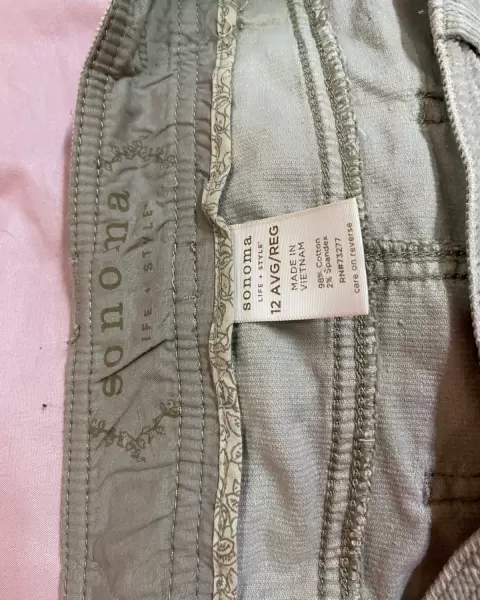 sonoma
LIFE + STYLE
sonoma
LIFE + STYLE
12 AVG/REG
MADE IN
VIETNAM
98% Cotton
2% Spandex
RN#73277
care on reverse